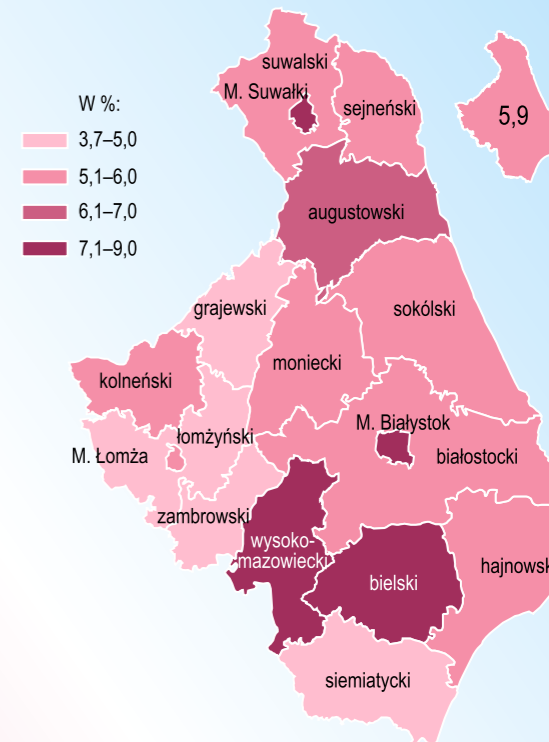 W %:
3,7–5,0
5,1–6,0
6,1–7,0
7,1–9,0
suwalski
M. Suwałki
sejneński
5,9
augustowski
grajewski
sokólski
moniecki
kolneński
łomżyński
M. Łomża
M. Białystok
białostocki
zambrowski
wysoko-
mazowiecki
bielski
hajnowsk
siemiatycki